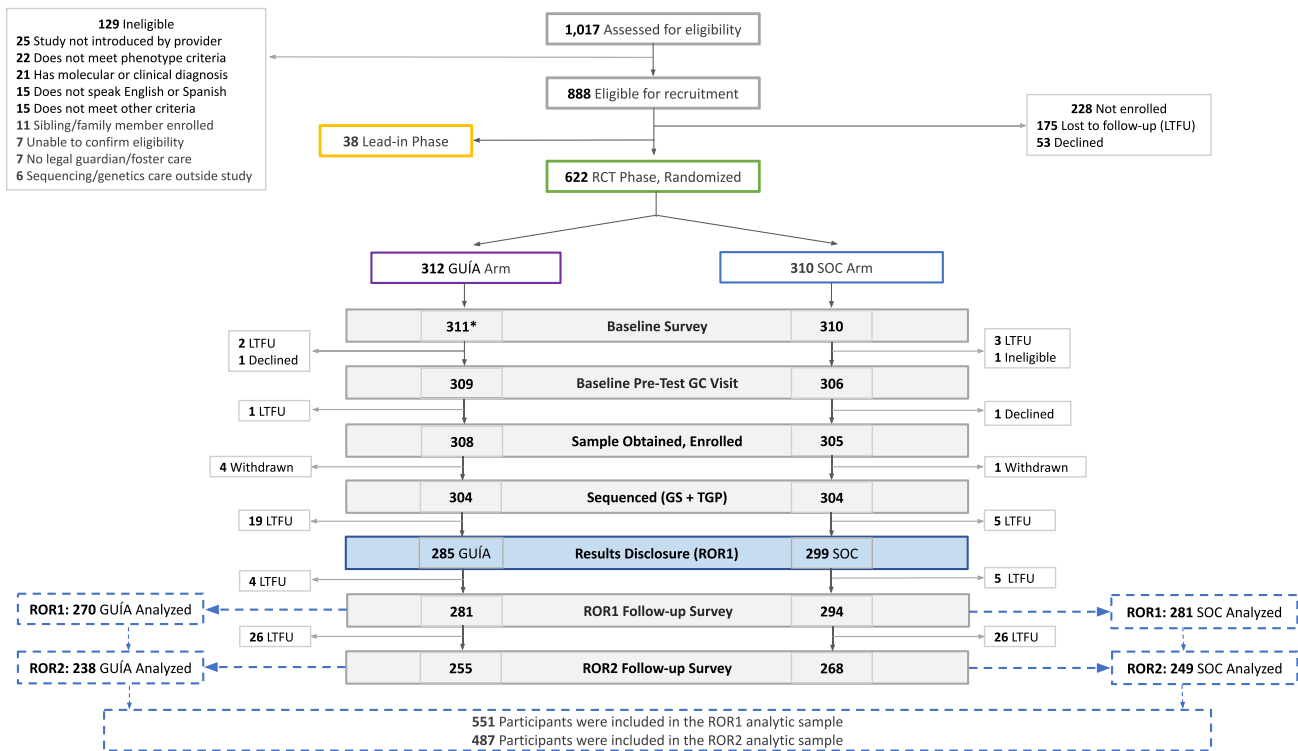 129 Ineligible
25 Study not introduced by provider
22 Does not meet phenotype criteria
21 Has molecular or clinical diagnosis
15 Does not speak English or Spanish
15 Does not meet other criteria
11 Sibling/family member enrolled
7 Unable to confirm eligibility
7 No legal guardian/foster care
6 Sequencing/genetics care outside study
1,017 Assessed for eligibility
888 Eligible for recruitment
228 Not enrolled
175 Lost to follow-up (LTFU)
53 Declined
38 Lead-in Phase
622 RCT Phase, Randomized
312 GUÍA Arm
310 SOC Arm
311* Baseline Survey 310
2 LTFU
1 Declined
3 LTFU
1 Ineligible
309 Baseline Pre-Test GC Visit 306
1 LTFU
1 Declined
308 Sample Obtained, Enrolled 305
4 Withdrawn
1 Withdrawn
304 Sequenced (GS + TGP) 304
19 LTFU
5 LTFU
285 GUÍA Results Disclosure (ROR1) 299 SOC
4 LTFU
5 LTFU
ROR1: 270 GUÍA Analyzed
281 ROR1 Follow-up Survey 294
ROR1: 281 SOC Analyzed
26 LTFU
26 LTFU
ROR2: 238 GUÍA Analyzed
255 ROR2 Follow-up Survey 268
ROR2: 249 SOC Analyzed
551 Participants were included in the ROR1 analytic sample
487 Participants were included in the ROR2 analytic sample